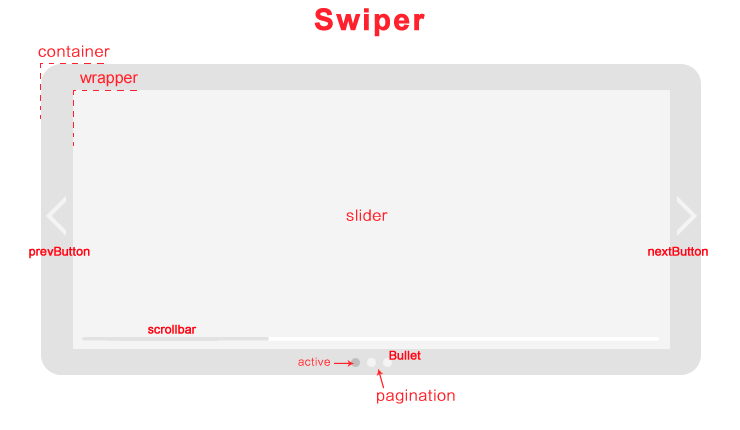 Swiper
container
wrapper
slider
prevButton
nextButton
scrollbar
Bullet
active
pagination